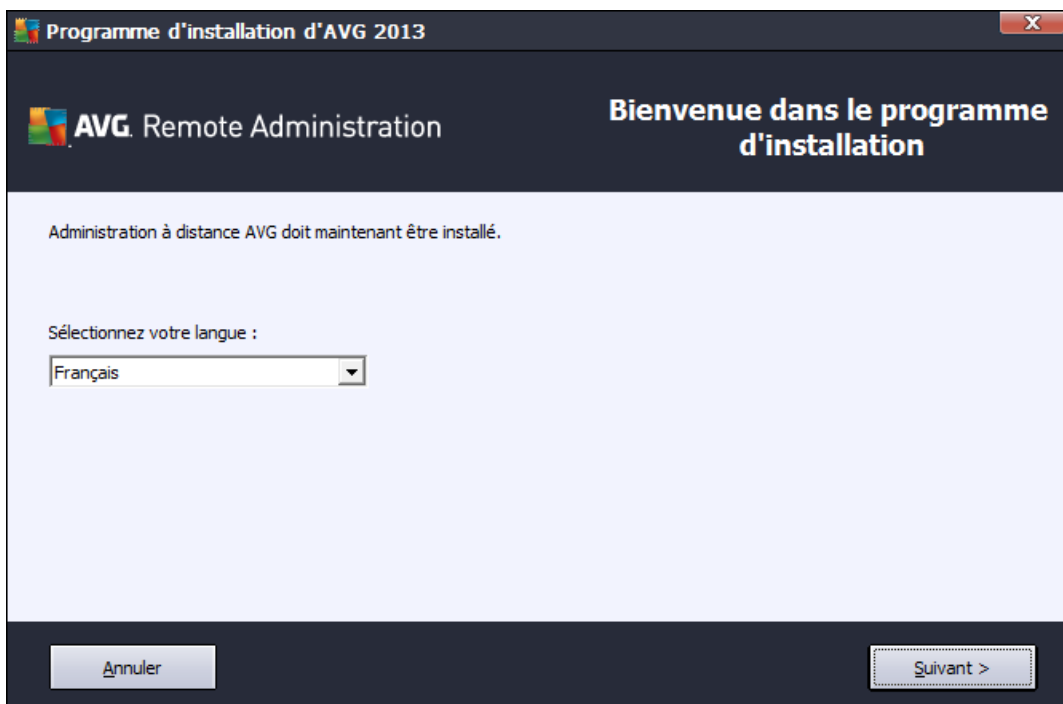 Programme d'installation d'AVG 2013
X
AVG. Remote Administration
Bienvenue dans le programme
d'installation
Administration à distance AVG doit maintenant être installé.
Sélectionnez votre langue :
Français
Annuler
Suivant >